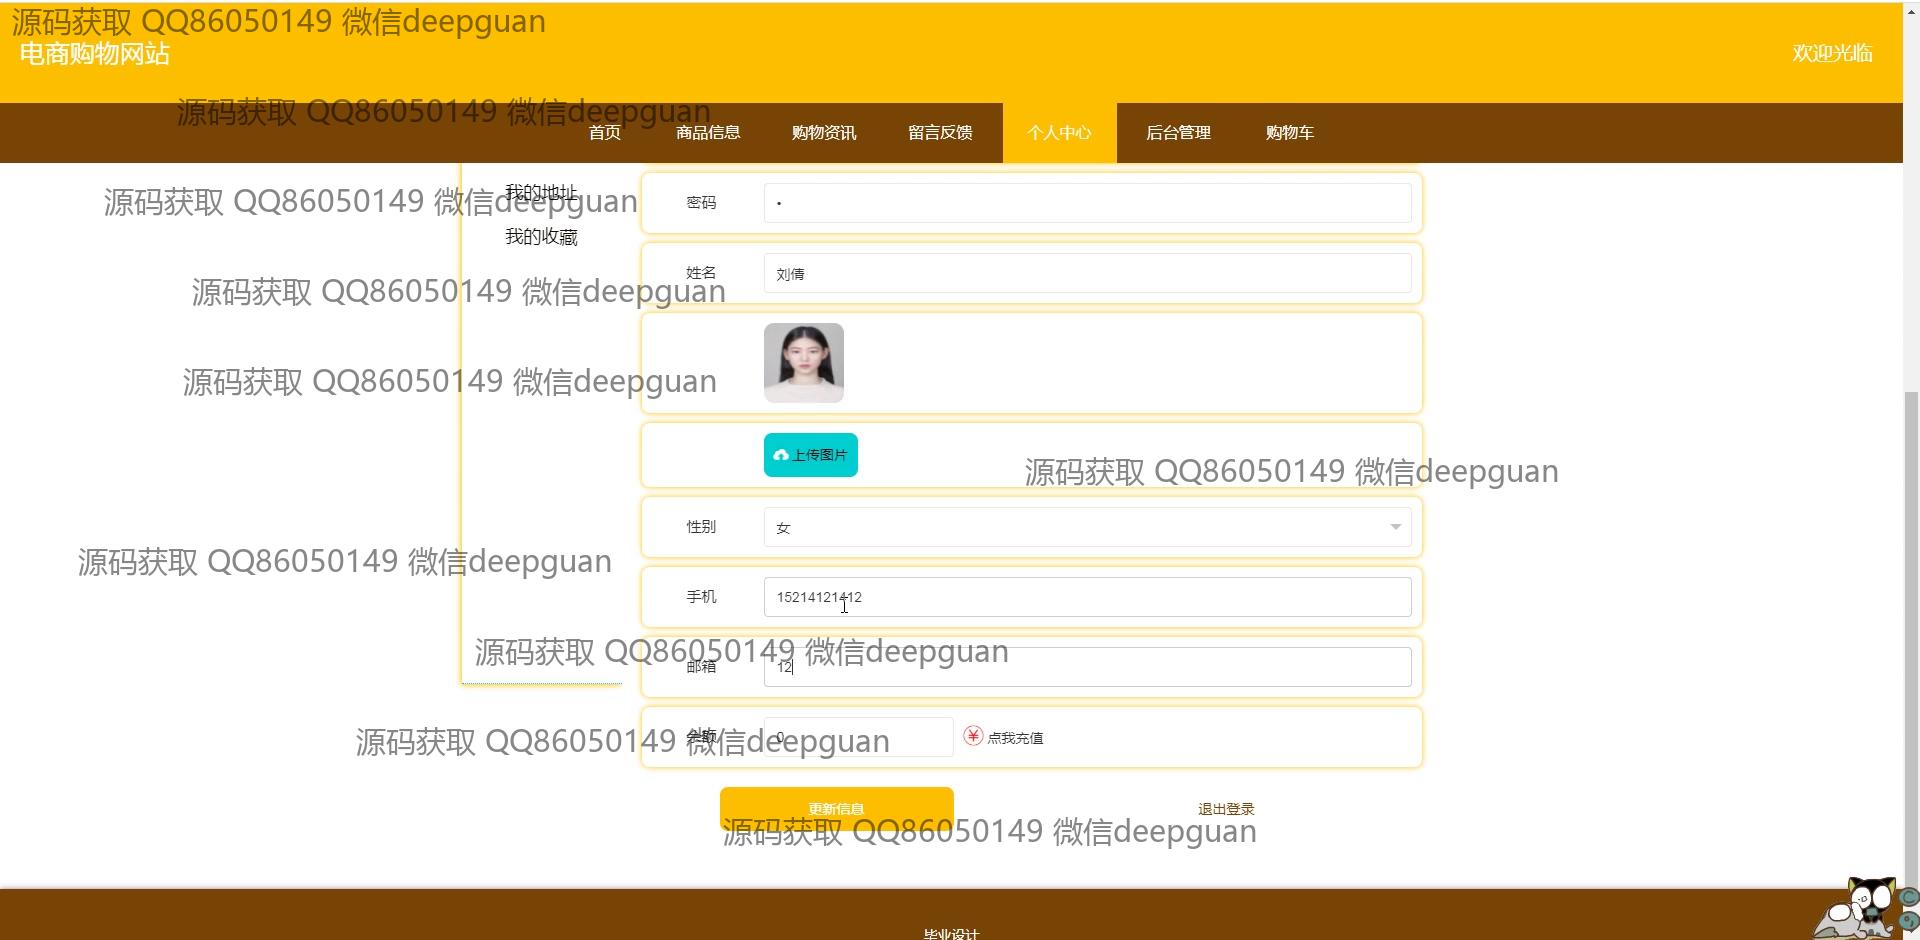 源码获取 QQ86050149 微信deepguan
电商购物网站
欢迎光临
源码获取 QQ86050149 微信deepguan
首页 商品信息 购物资讯 留言反馈 个人中心 后台管理 购物车
我的地址
源码获取 QQ86050149 微信deepguan
密码
我的收藏
姓名 刘倩
源码获取 QQ86050149 微信deepguan
源码获取 QQ86050149 微信deepguan
上传图片
源码获取 QQ86050149 微信deepguan
性别 女
源码获取 QQ86050149 微信deepguan
手机 15214121412
源码获取 QQ86050149 微信deepguan
邮箱 12
余额 0 点我充值
源码获取 QQ86050149 微信deepguan
更新信息 退出登录
源码获取 QQ86050149 微信deepguan
毕业设计